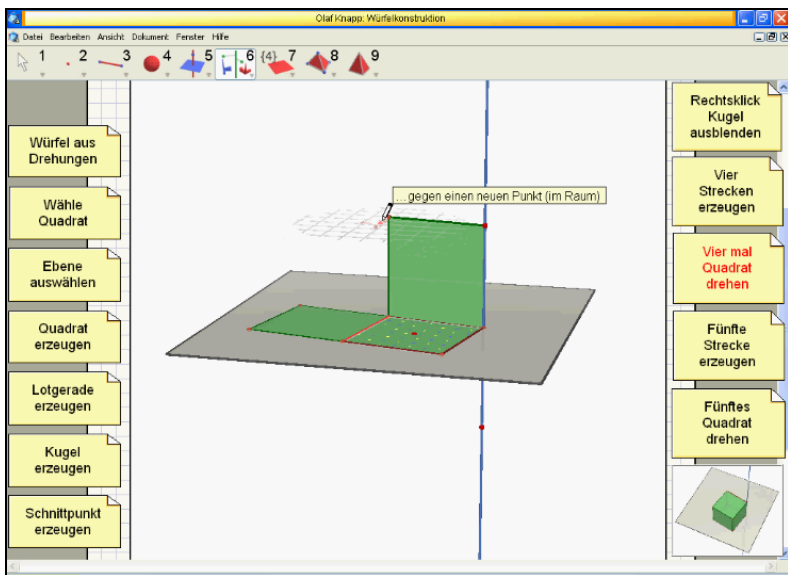 Olaf Knapp: Würfelkonstruktion
Datei Bearbeiten Ansicht Dokument Fenster Hilfe
1 2 3 4 5 6 {4} 7 8 9
Würfel aus
Drehungen
Wähle
Quadrat
Ebene
auswählen
Quadrat
erzeugen
Lotgerade
erzeugen
Kugel
erzeugen
Schnittpunkt
erzeugen
...gegen einen neuen Punkt (im Raum)
Rechtsklick
Kugel
ausblenden
Vier
Strecken
erzeugen
Vier mal
Quadrat
drehen
Fünfte
Strecke
erzeugen
Fünftes
Quadrat
drehen